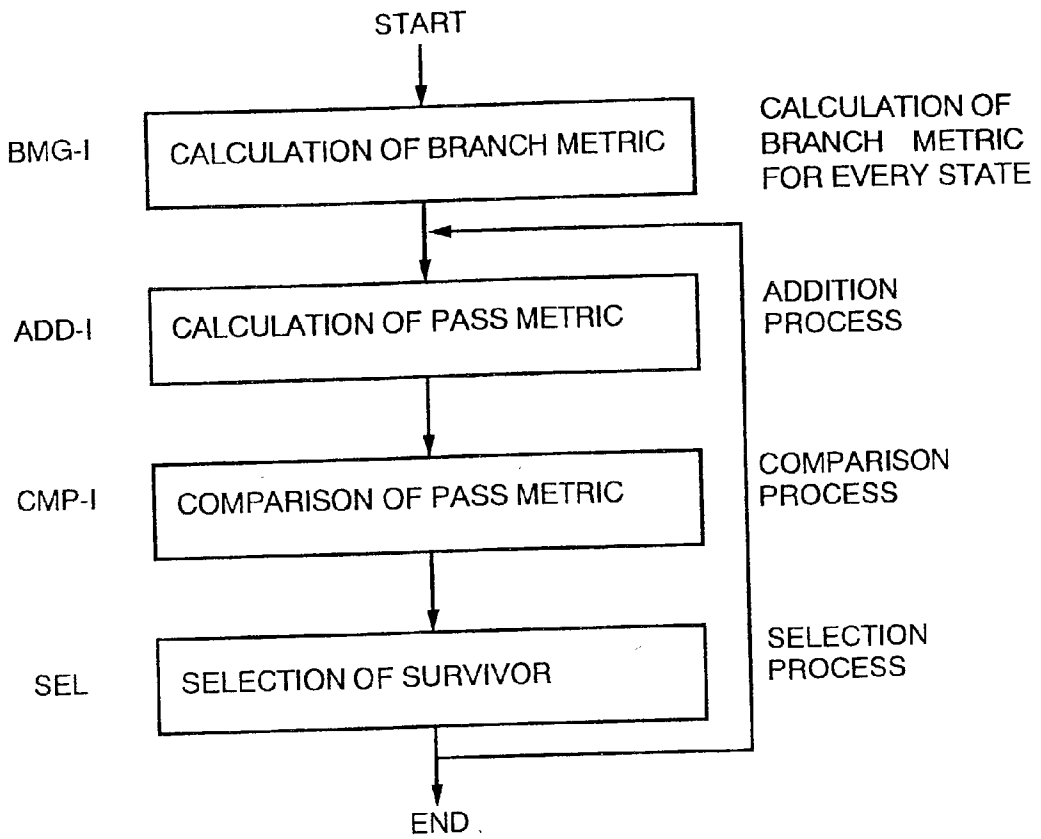 START
BMG-I
CALCULATION OF BRANCH METRIC
CALCULATION OF
BRANCH METRIC
FOR EVERY STATE
ADD-I
CALCULATION OF PASS METRIC
ADDITION
PROCESS
CMP-I
COMPARISON OF PASS METRIC
COMPARISON
PROCESS
SEL
SELECTION OF SURVIVOR
SELECTION
PROCESS
END